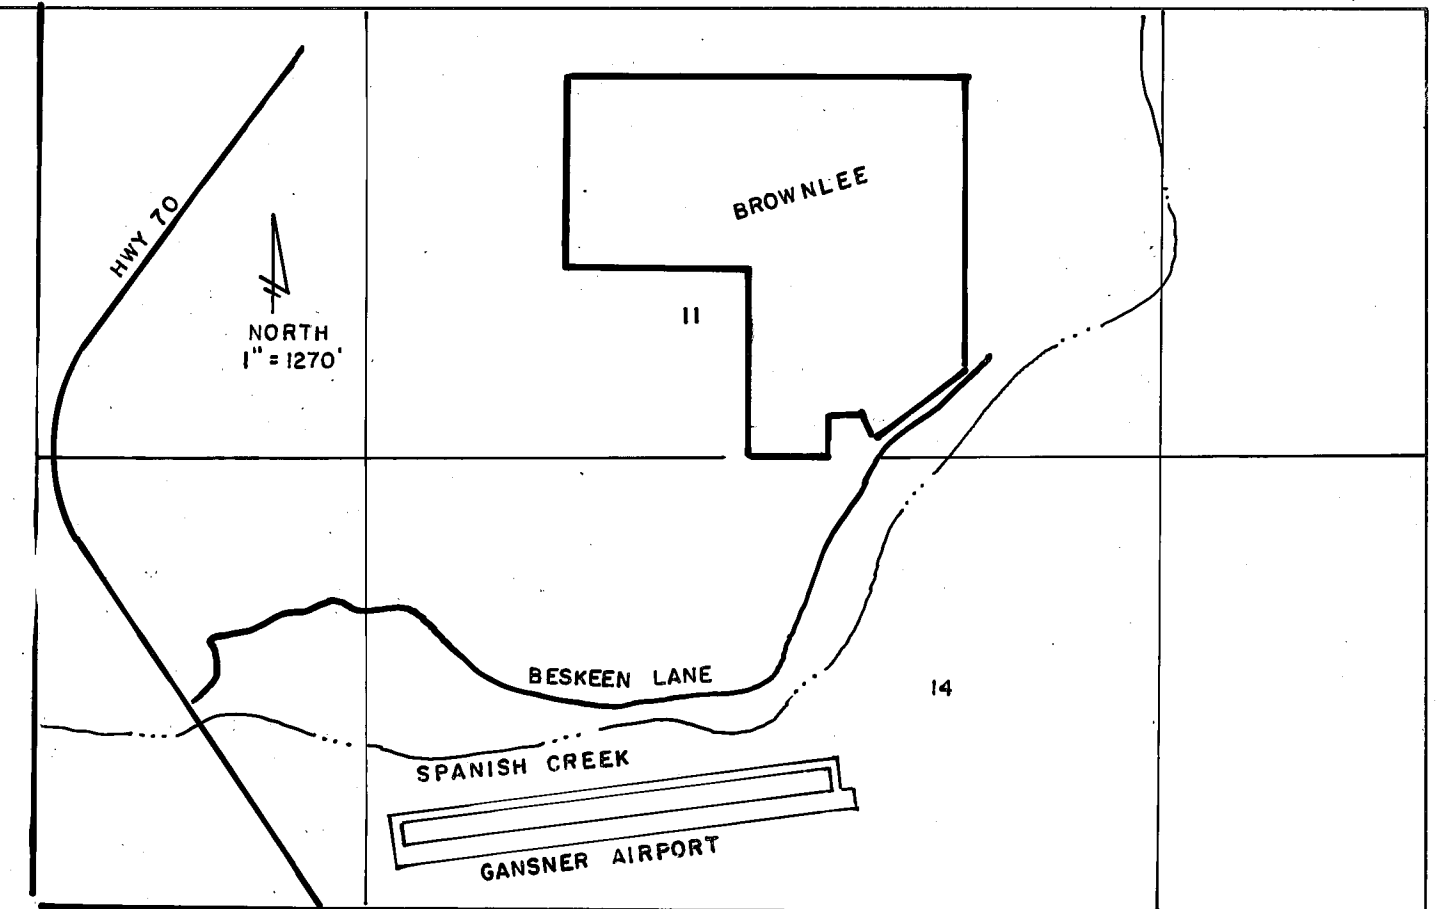 BROWNLEE
HWY 70
11
NORTH
1" = 1270'
BESKEEN LANE
14
SPANISH CREEK
GANSNER AIRPORT